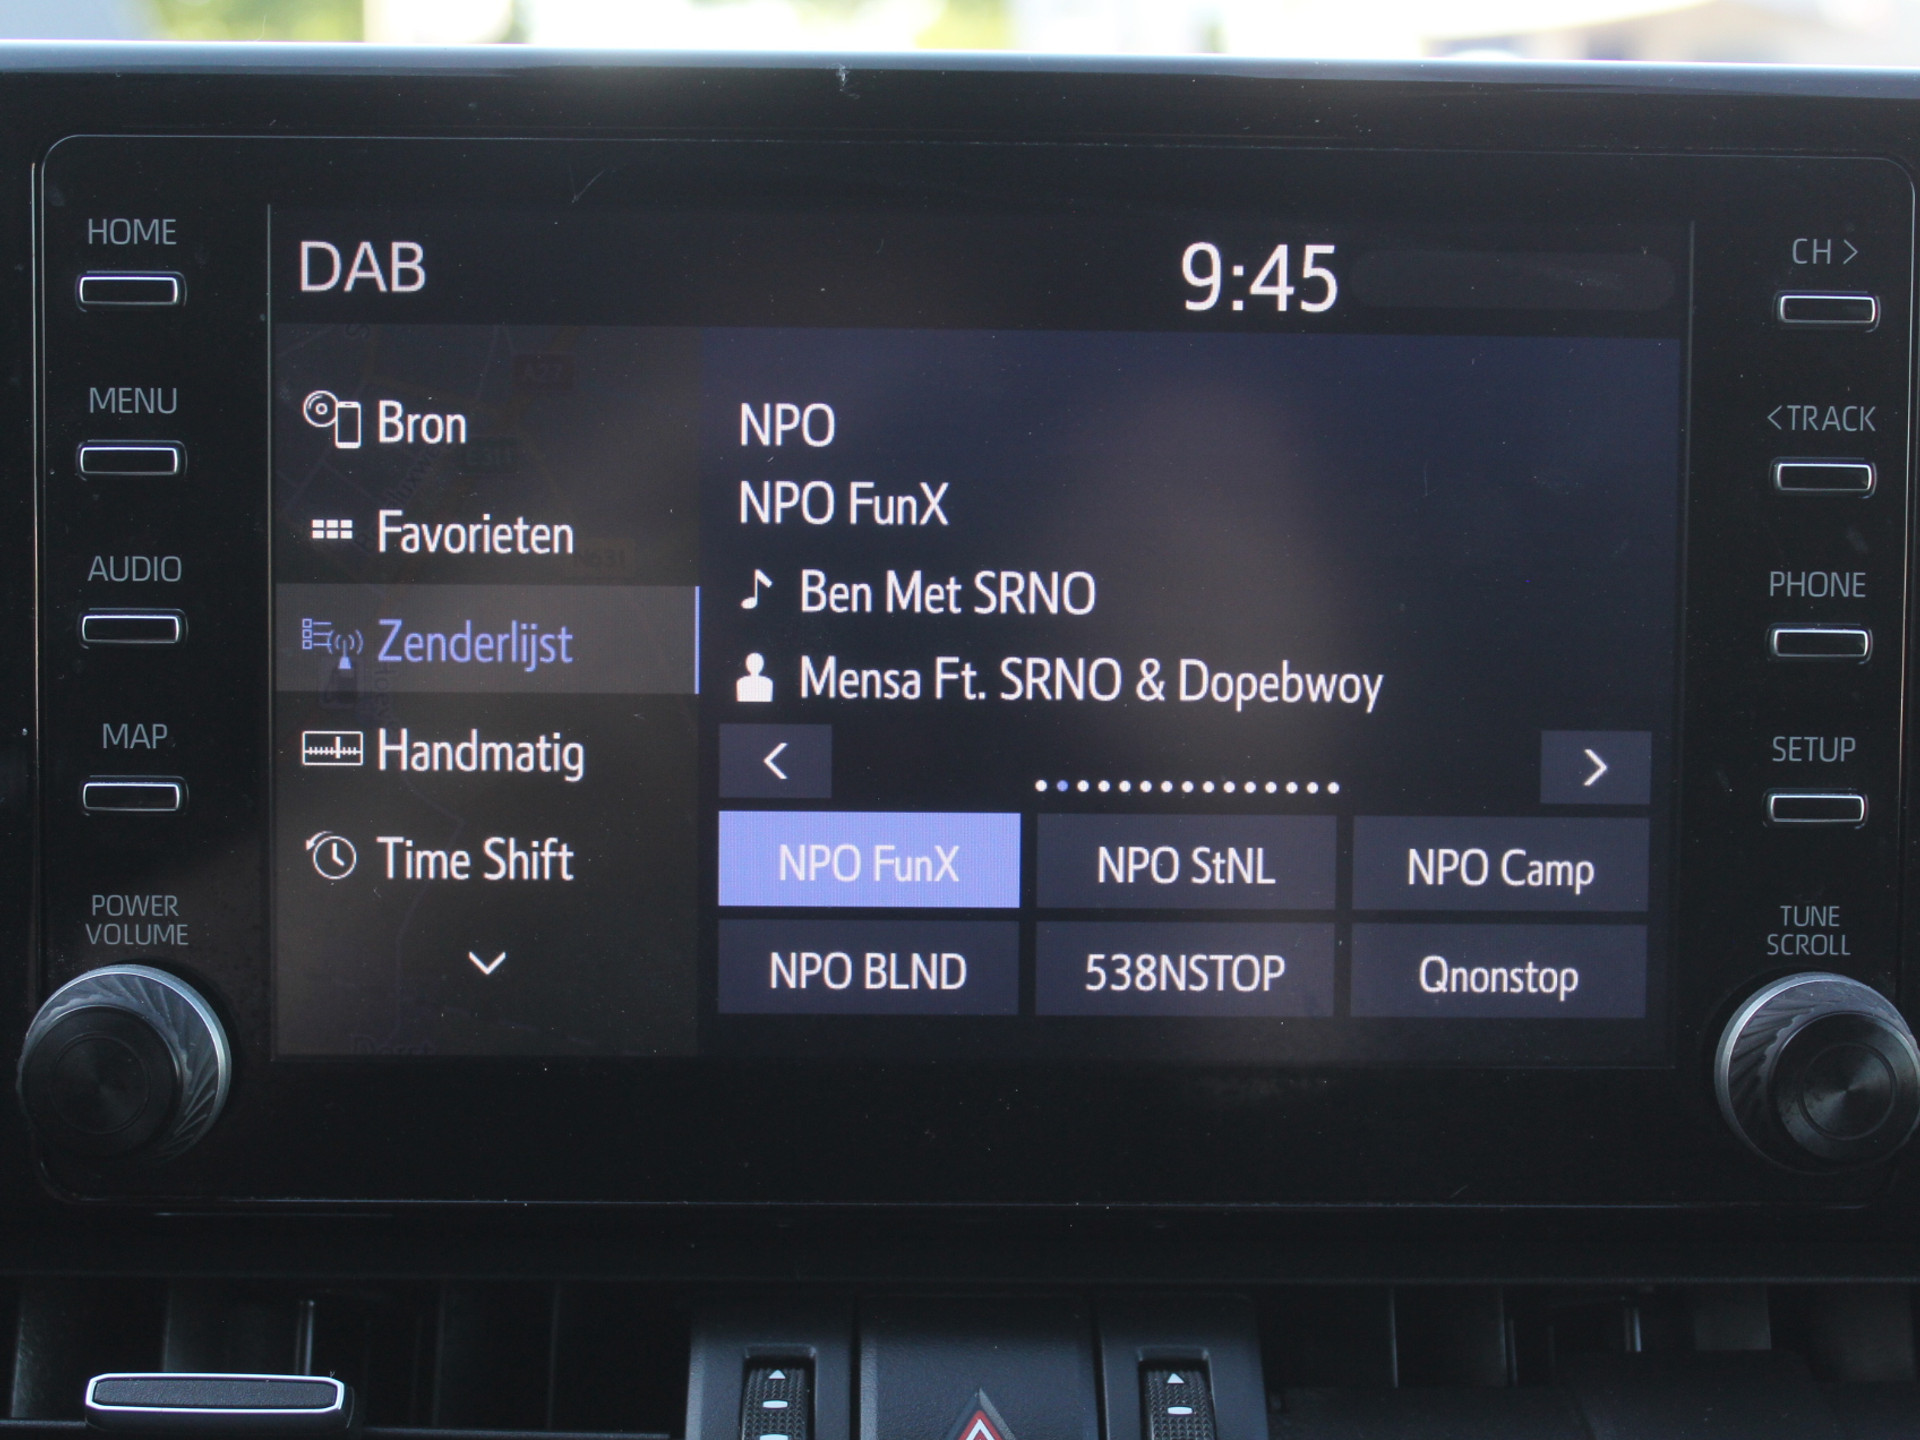 HOME
MENU
AUDIO
MAP
POWER
VOLUME
DAB
9:45
Bron
Favorieten
Zenderlijst
Handmatig
Time Shift
NPO
NPO FunX
Ben Met SRNO
Mensa Ft. SRNO & Dopebwoy
<
>
NPO FunX
NPO StNL
NPO Camp
NPO BLND
538NSTOP
Qnonstop
CH >
<TRACK
PHONE
SETUP
TUNE
SCROLL